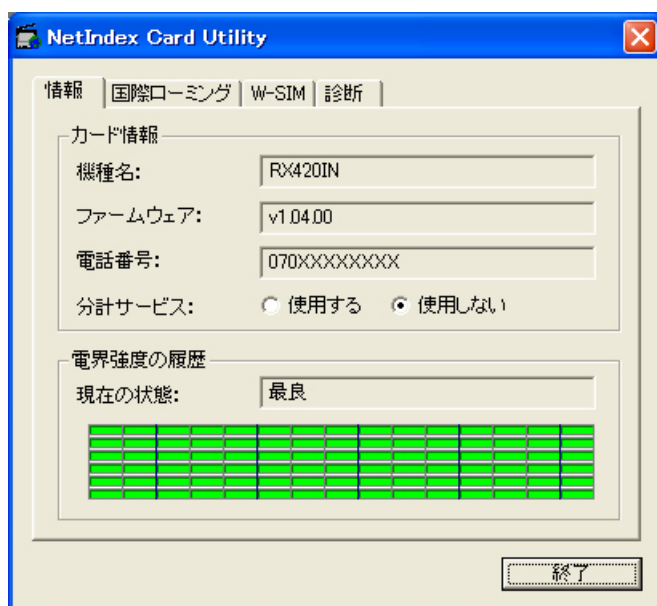 NetIndex Card Utility
情報 国際ローミング W-SIM 診断
カード情報
機種名: RX420IN
ファームウェア: v1.04.00
電話番号: 070XXXXXXXX
分計サービス: 使用する 使用しない
電界強度の履歴
現在の状態: 最良
終了